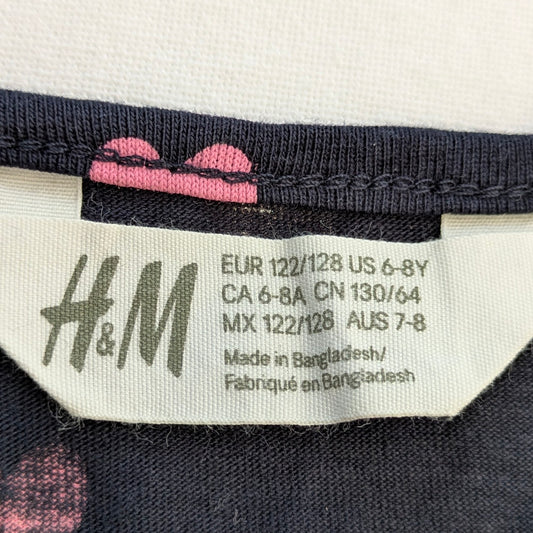 H&M
EUR 122/128 US 6-8Y
CA 6-8A CN 130/64
MX 122/128 AUS 7-8
Made in Bangladesh/
Fabriqué en Bangladesh